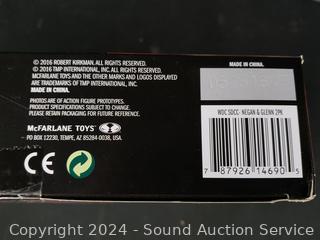 © 2016 ROBERT KIRKMAN. ALL RIGHTS RESERVED.
© 2016 TMP INTERNATIONAL, INC. ALL RIGHTS RESERVED.
MCFARLANE TOYS AND THE OTHER MARKS AND LOGOS DISPLAYED
ARE TRADEMARKS OF TMP INTERNATIONAL, INC.
MADE IN CHINA.
PHOTOS ARE OF ACTION FIGURE PROTOTYPES.
PRODUCT SPECIFICATIONS SUBJECT TO CHANGE.
PLEASE RETAIN PACKAGING FOR FUTURE REFERENCE.
McFARLANE TOYS
PO BOX 12230, TEMPE, AZ 85284-0038, USA.
CE
MADE IN CHINA.
WDC SDCC- NEGAN & GLENN 2PK
7 87926 14690 5
Copyright © 2024 - Sound Auction Service